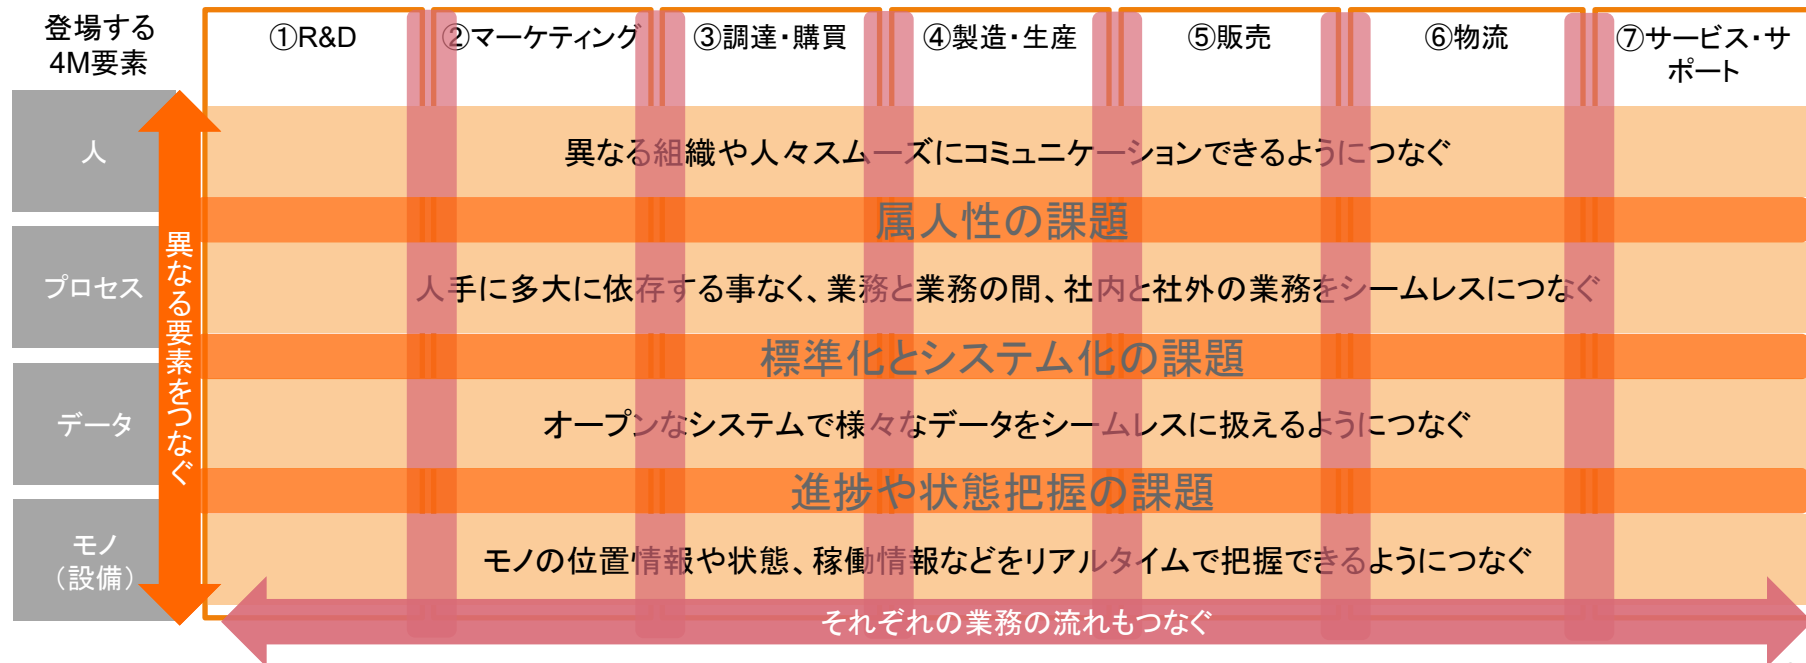 登場する
4M要素
①R&D
②マーケティング
③調達・購買
④製造・生産
⑤販売
⑥物流
⑦サービス・サ
ポート
人
異なる組織や人々スムーズにコミュニケーションできるようにつなぐ
属人性の課題
異なる要素をつなぐ
プロセス
人手に多大に依存する事なく、業務と業務の間、社内と社外の業務をシームレスにつなぐ
標準化とシステム化の課題
データ
オープンなシステムで様々なデータをシームレスに扱えるようにつなぐ
進捗や状態把握の課題
モノ
（設備）
モノの位置情報や状態、稼働情報などをリアルタイムで把握できるようにつなぐ
それぞれの業務の流れもつなぐ